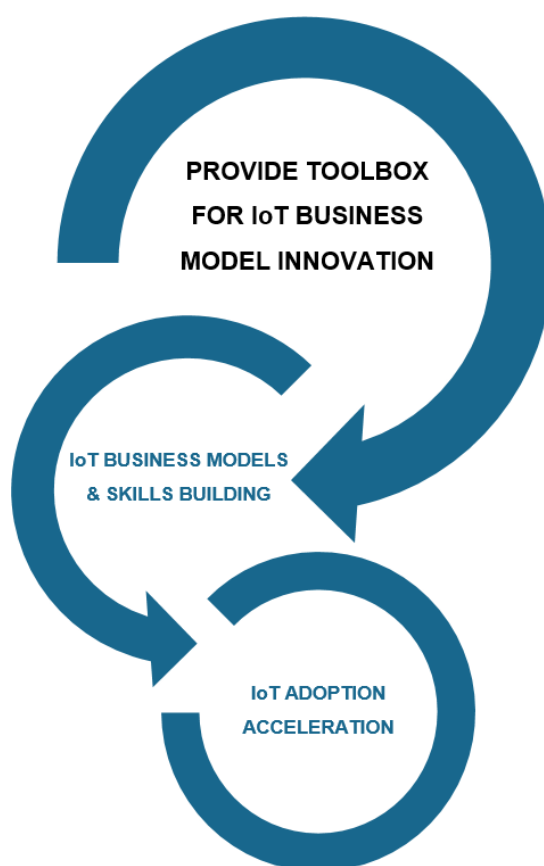 PROVIDE TOOLBOX
FOR IoT BUSINESS
MODEL INNOVATION
IoT BUSINESS MODELS
& SKILLS BUILDING
IoT ADOPTION
ACCELERATION